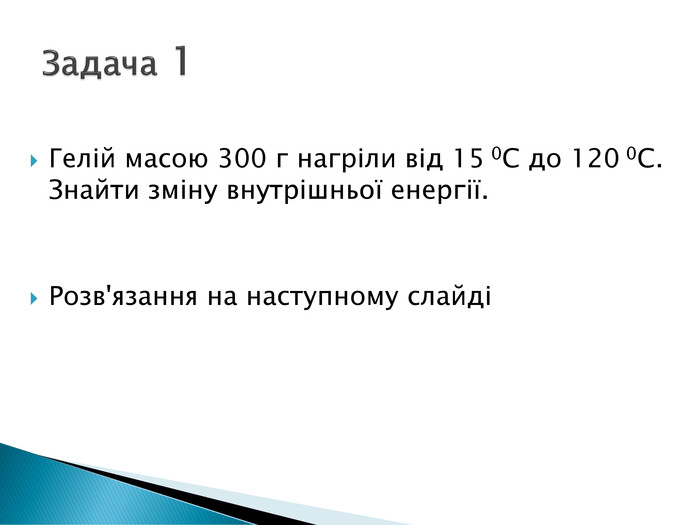 Задача 1
Гелій масою 300 г нагріли від 15 ⁰С до 120 ⁰С.
Знайти зміну внутрішньої енергії.
Розв'язання на наступному слайді